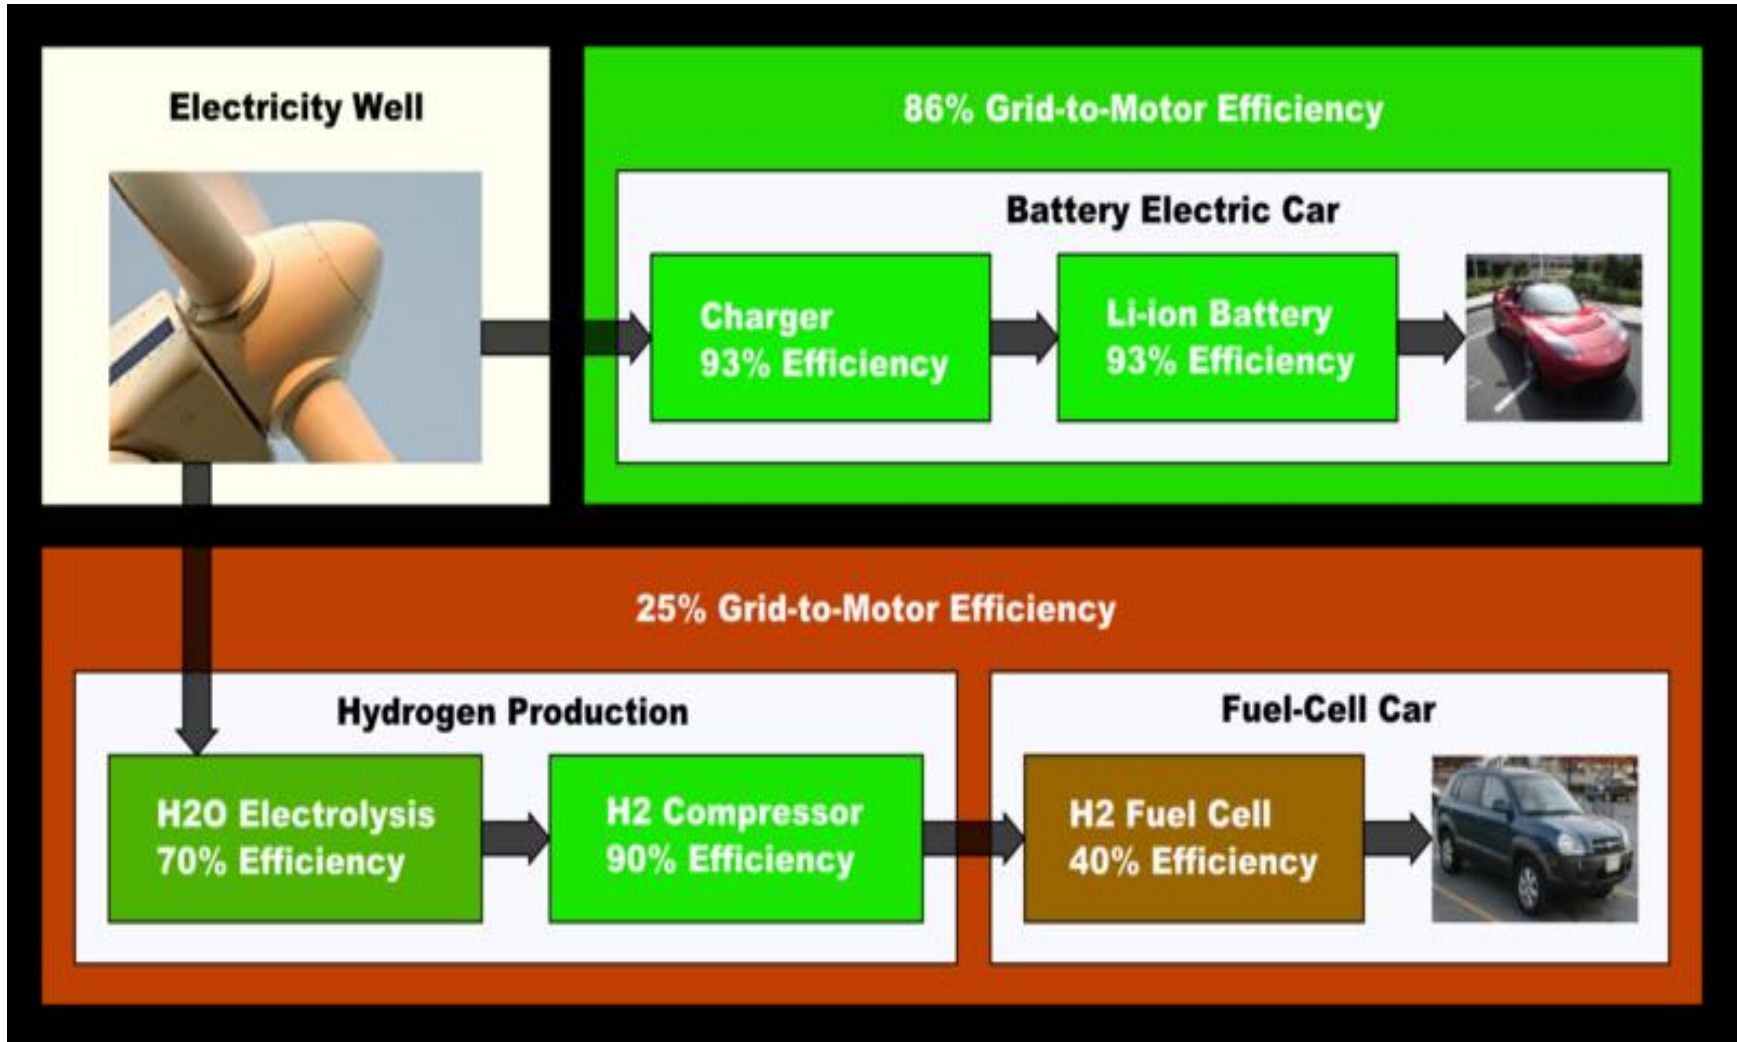 Electricity Well
86% Grid-to-Motor Efficiency
Battery Electric Car
Charger
93% Efficiency
Li-ion Battery
93% Efficiency
25% Grid-to-Motor Efficiency
Hydrogen Production
H2O Electrolysis
70% Efficiency
H2 Compressor
90% Efficiency
Fuel-Cell Car
H2 Fuel Cell
40% Efficiency